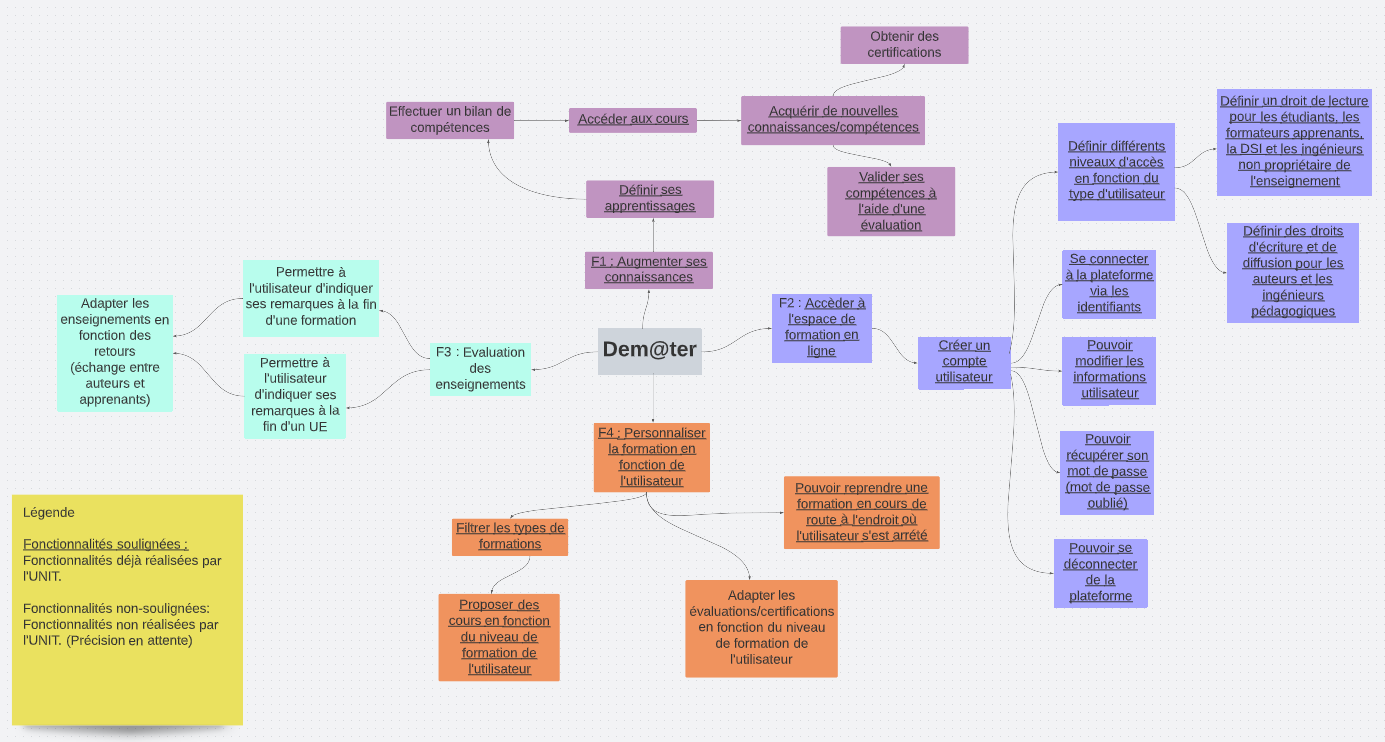 Obtenir des
certifications
Effectuer un bilan de
compétences
Accéder aux cours
Acquérir de nouvelles
connaissances/compétences
Valider ses
compétences à
l'aide d'une
évaluation
Définir ses
apprentissages
F1 : Augmenter ses
connaissances
Dem@ter
F2 : Accèder à
l'espace de
formation en
ligne
Créer un
compte
utilisateur
Définir différents
niveaux d'accès
en fonction du
type d'utilisateur
Définir un droit de lecture
pour les étudiants, les
formateurs apprenants,
la DSI et les ingénieurs
non propriétaire de
l'enseignement
Définir des droits
d'écriture et de
diffusion pour les
auteurs et les
ingénieurs
pédagogiques
Se connecter
à la plateforme
via les
identifiants
Pouvoir
modifier les
informations
utilisateur
Pouvoir
récupérer son
mot de passe
(mot de passe
oublié)
Pouvoir se
déconnecter
de la
plateforme
F3 : Evaluation
des
enseignements
Permettre à
l'utilisateur d'indiquer
ses remarques à la fin
d'une formation
Permettre à
l'utilisateur
d'indiquer ses
remarques à la
fin d'un UE
Adapter les
enseignements en
fonction des
retours
(échange entre
auteurs et
apprenants)
F4 : Personnaliser
la formation en
fonction de
l'utilisateur
Filtrer les types de
formations
Proposer des
cours en fonction
du niveau de
formation de
l'utilisateur
Adapter les
évaluations/certifications
en fonction du niveau
de formation de
l'utilisateur
Pouvoir reprendre une
formation en cours de
route à l'endroit où
l'utilisateur s'est arrété
Légende
Fonctionnalités soulignées :
Fonctionnalités déjà réalisées par
l'UNIT.
Fonctionnalités non-soulignées:
Fonctionnalités non réalisées par
l'UNIT. (Précision en attente)